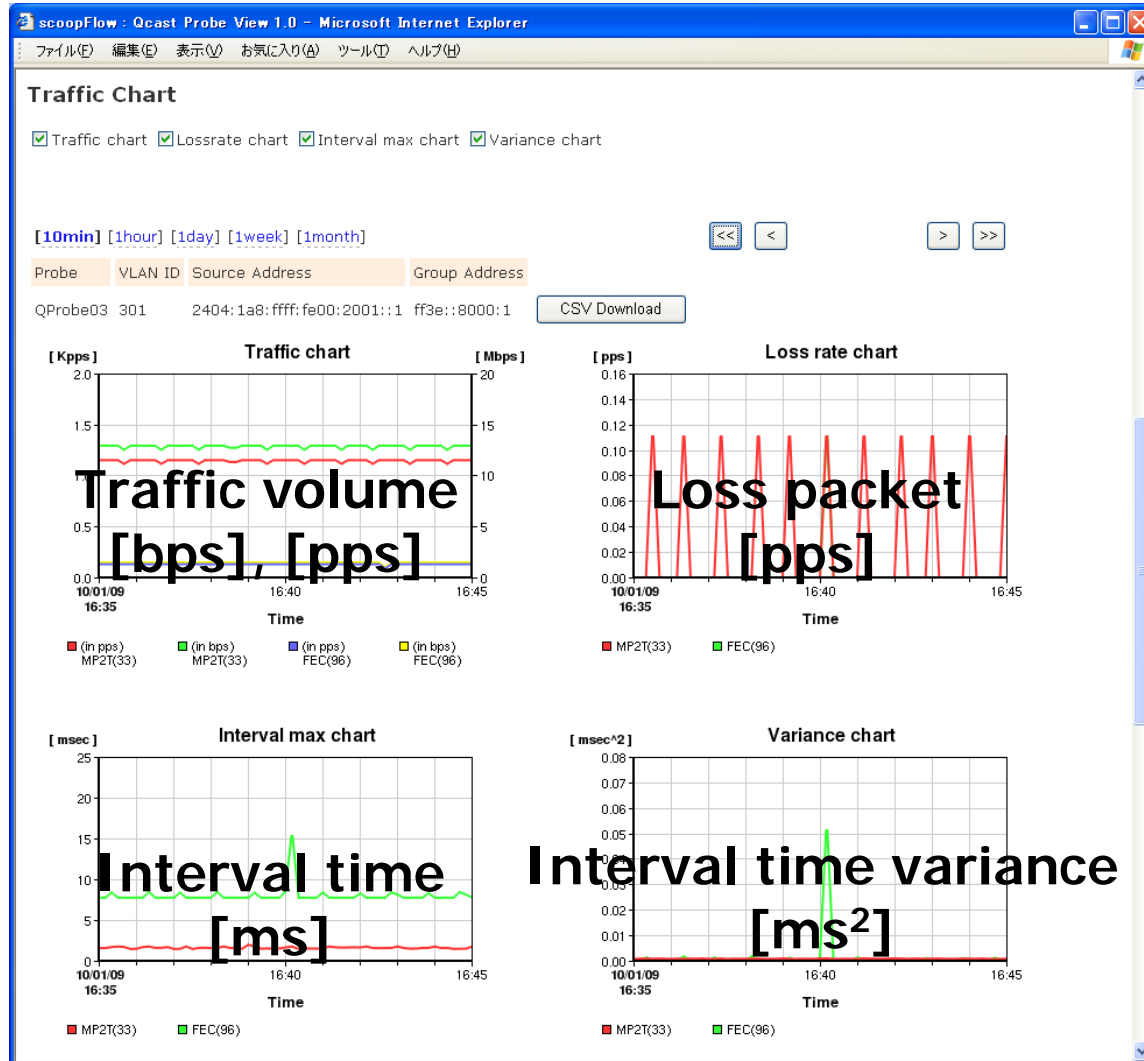 scoopFlow : Qcast Probe View 1.0 - Microsoft Internet Explorer
ファイル(F) 編集(E) 表示(V) お気に入り(A) ツール(T) ヘルプ(H)
Traffic Chart
Traffic chart Lossrate chart Interval max chart Variance chart
[10min] [1hour] [1day] [1week] [1month] << < > >>
Probe VLAN ID Source Address Group Address
QProbe03 301 2404:1a8:ffff:fe00:2001::1 ff3e::8000:1 CSV Download
[ Kpps ] Traffic chart [ Mbps ]
2.0 20
1.5 15
10
0.5 5
0.0 0
Traffic volume
[bps], [pps]
10/01/09 16:40 16:45
16:35
Time
(in pps) (in bps) (in pps) (in bps)
MP2T(33) MP2T(33) FEC(96) FEC(96)
[ pps ] Loss rate chart
0.16
0.14
0.12
0.10
0.08
0.06
0.04
0.02
0.00
Loss packet
[pps]
10/01/09 16:40 16:45
16:35
Time
MP2T(33) FEC(96)
[ msec ] Interval max chart
25
20
15
10
5
0
Interval time
[ms]
10/01/09 16:40 16:45
16:35
Time
MP2T(33) FEC(96)
[ msec^2 ] Variance chart
0.08
0.07
0.06
0.05
0.04
0.03
0.02
0.01
0.00
Interval time variance
[ms²]
10/01/09 16:40 16:45
16:35
Time
MP2T(33) FEC(96)